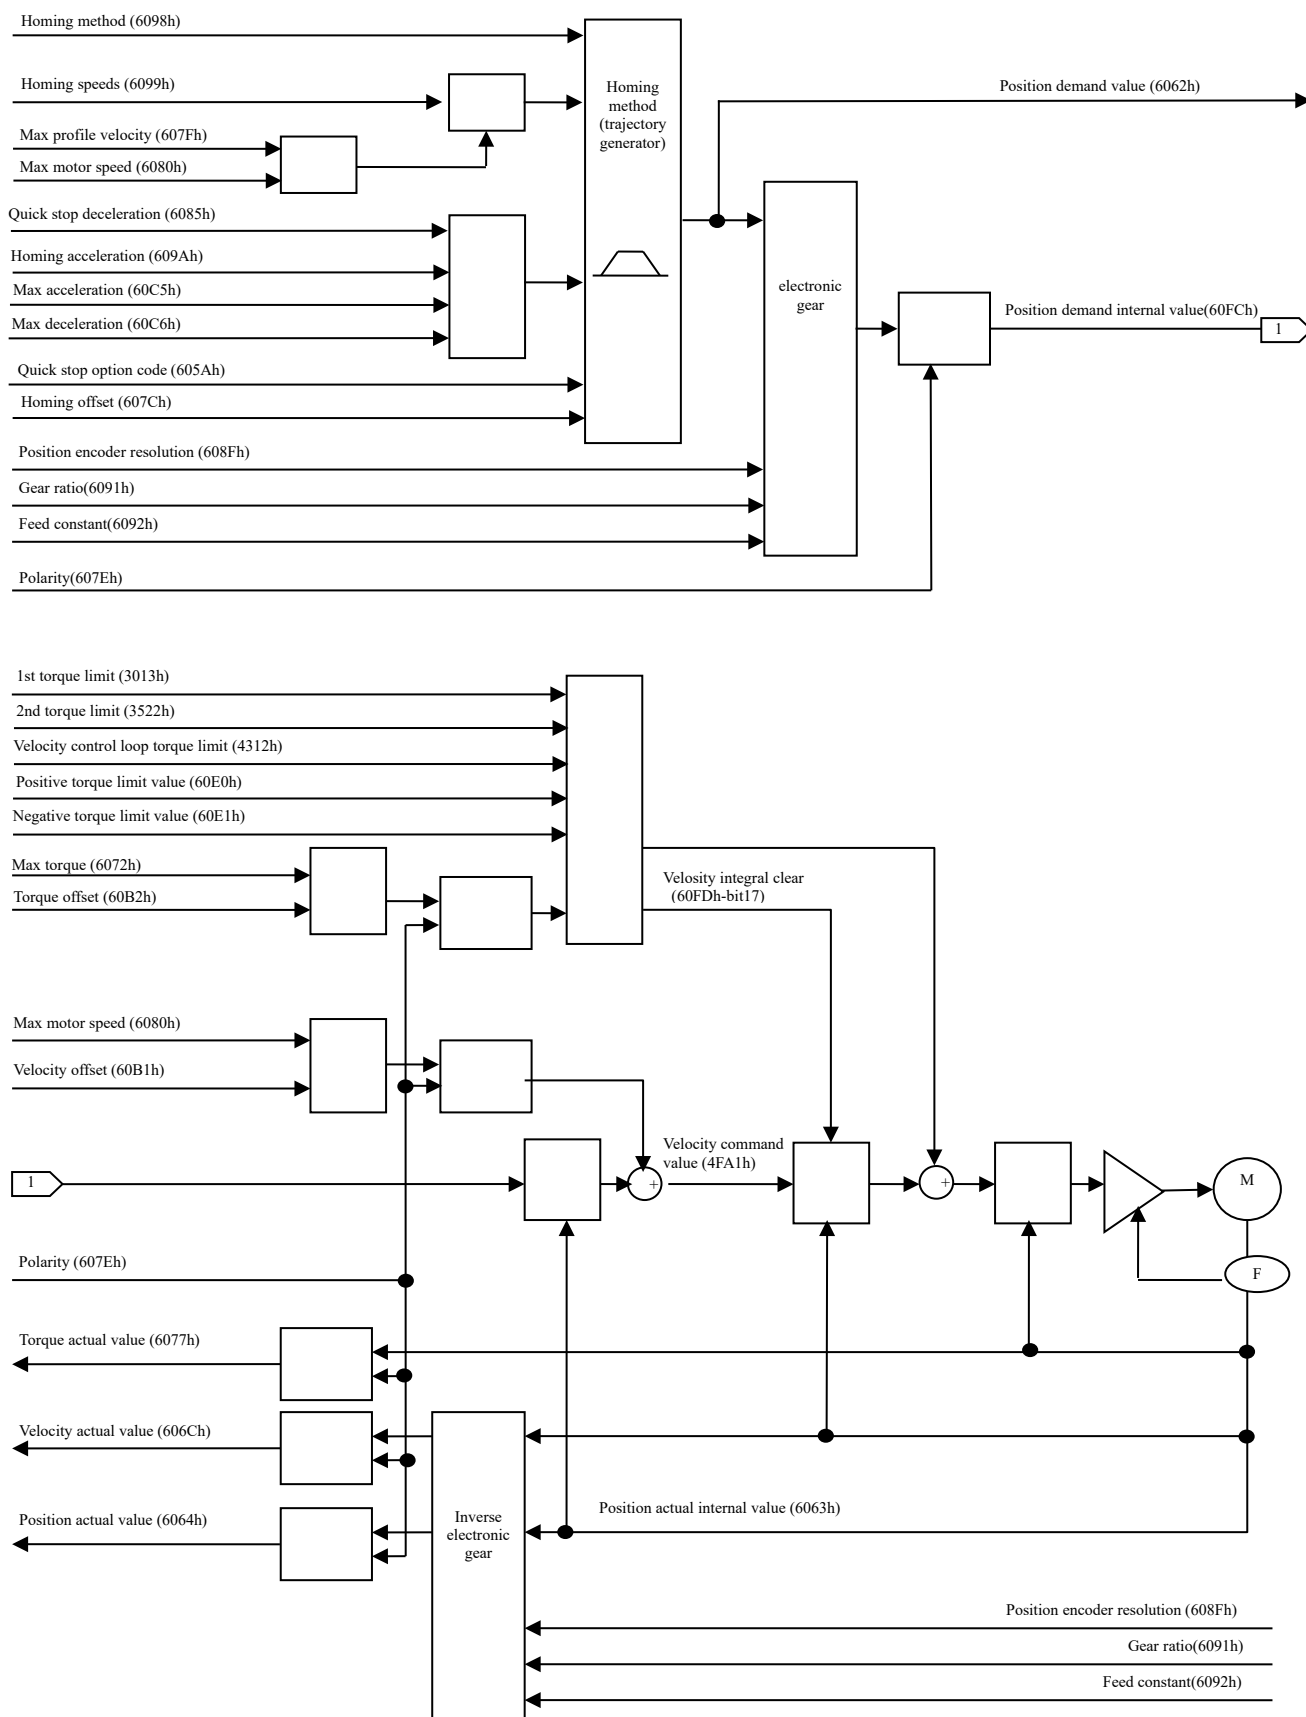 Homing method (6098h)
Homing speeds (6099h)
Max profile velocity (607Fh)
Max motor speed (6080h)
Quick stop deceleration (6085h)
Homing acceleration (609Ah)
Max acceleration (60C5h)
Max deceleration (60C6h)
Quick stop option code (605Ah)
Homing offset (607Ch)
Position encoder resolution (608Fh)
Gear ratio(6091h)
Feed constant(6092h)
Polarity(607Eh)
Homing
method
(trajectory
generator)
electronic
gear
Position demand value (6062h)
Position demand internal value(60FCh)
1
1st torque limit (3013h)
2nd torque limit (3522h)
Velocity control loop torque limit (4312h)
Positive torque limit value (60E0h)
Negative torque limit value (60E1h)
Max torque (6072h)
Torque offset (60B2h)
Velosity integral clear
(60FDh-bit17)
Max motor speed (6080h)
Velocity offset (60B1h)
1
+
Velocity command
value (4FA1h)
+
M
F
Polarity (607Eh)
Torque actual value (6077h)
Velocity actual value (606Ch)
Position actual value (6064h)
Inverse
electronic
gear
Position actual internal value (6063h)
Position encoder resolution (608Fh)
Gear ratio(6091h)
Feed constant(6092h)